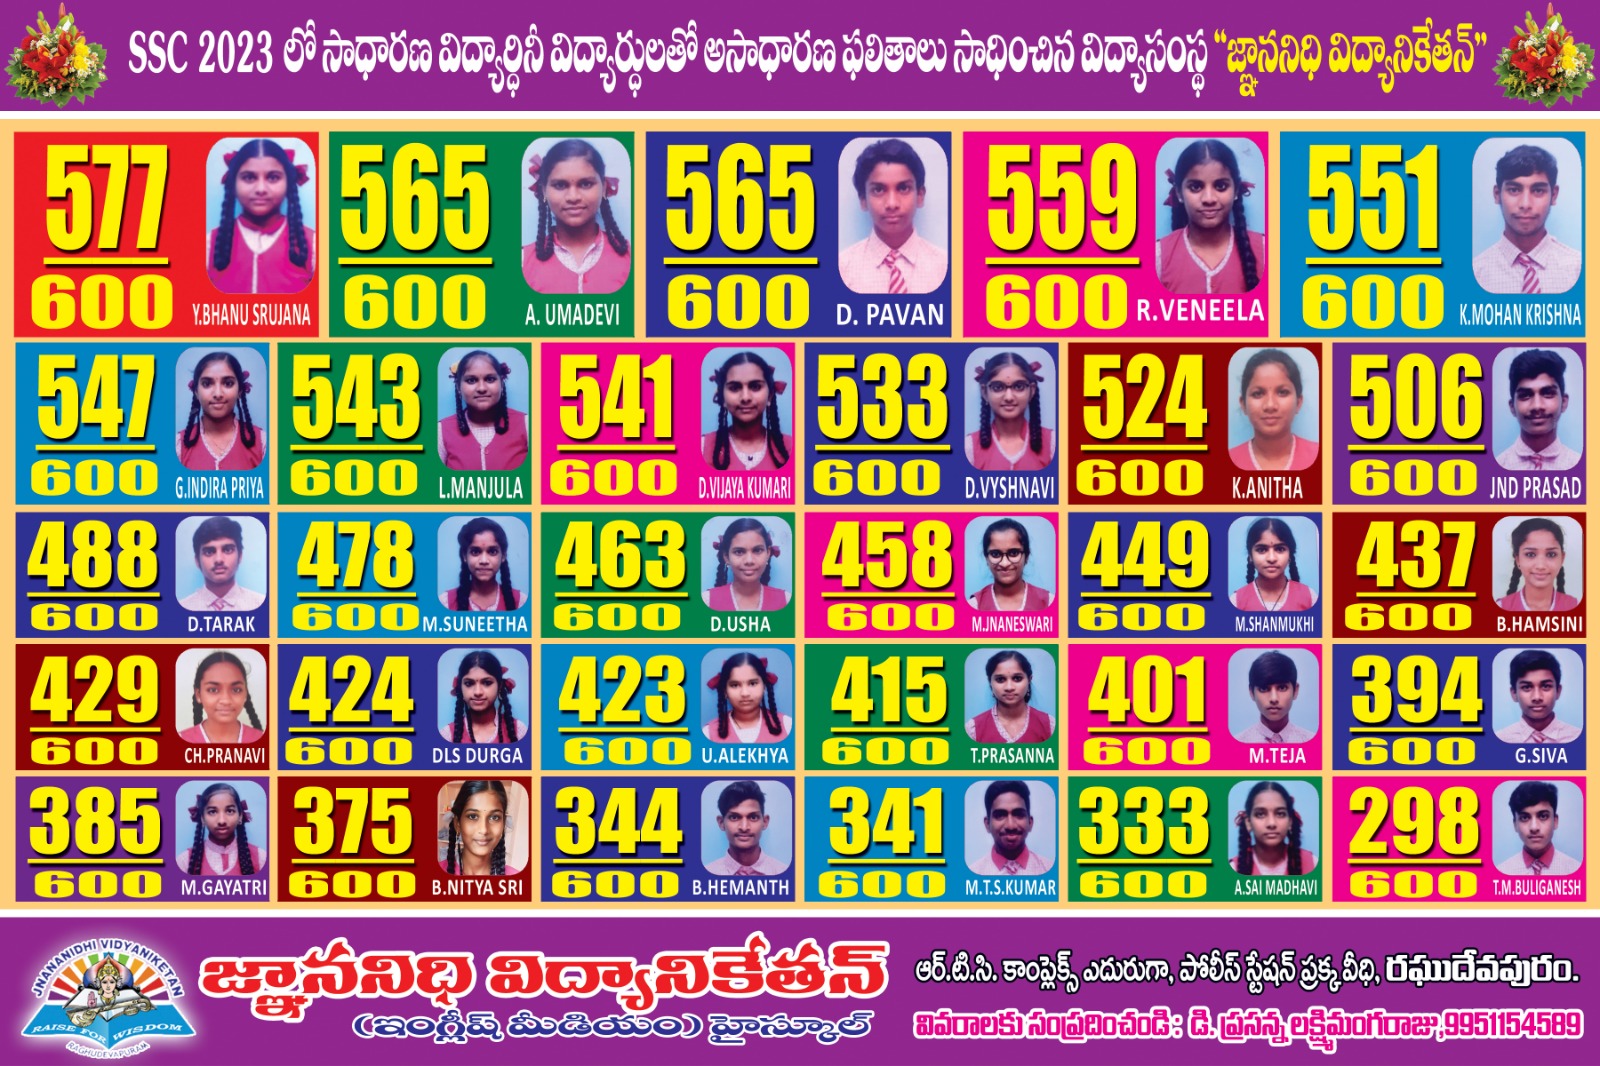 SSC 2023 లో సాధారణ విద్యార్ధినీ విద్యార్ధులతో అసాధారణ ఫలితాలు సాధించిన విద్యాసంస్థ “జ్ఞాననిధి విద్యానికేతన్”
577
600 Y.BHANU SRUJANA
565
600 A. UMADEVI
565
600 D. PAVAN
559
600 R.VENEELA
551
600 K.MOHAN KRISHNA
547
600 G.INDIRA PRIYA
543
600 L.MANJULA
541
600 D.VIJAYA KUMARI
533
600 D.VYSHNAVI
524
600 K.ANITHA
506
600 JND PRASAD
488
600 D.TARAK
478
600 M.SUNEETHA
463
600 D.USHA
458
600 M.JNANESWARI
449
600 M.SHANMUKHI
437
600 B.HAMSINI
429
600 CH.PRANAVI
424
600 DLS DURGA
423
600 U.ALEKHYA
415
600 T.PRASANNA
401
600 M.TEJA
394
600 G.SIVA
385
600 M.GAYATRI
375
600 B.NITYA SRI
344
600 B.HEMANTH
341
600 M.T.S.KUMAR
333
600 A.SAI MADHAVI
298
600 T.M.BULIGANESH
JNANANIDHI VIDYANIKETAN
RAISE FOR WISDOM
RAGHUDEVAPURAM
జ్ఞాననిధి విద్యానికేతన్
(ఇంగ్లీష్ మీడియం) హైస్కూల్
ఆర్.టి.సి. కాంప్లెక్స్ ఎదురుగా, పోలీస్ స్టేషన్ ప్రక్క వీధి, రఘుదేవపురం.
వివరాలకు సంప్రదించండి : డి. ప్రసన్న లక్ష్మీమంగరాజు,9951154589